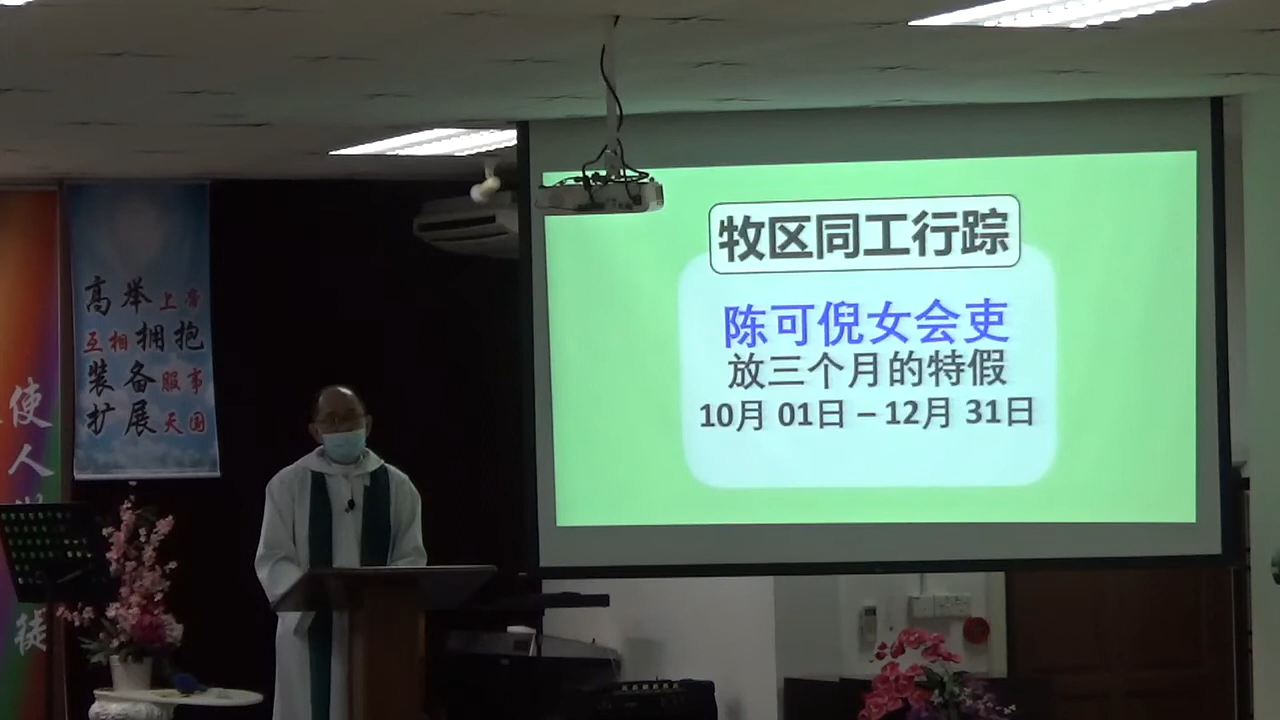 牧区同工行踪
陈可倪女会吏
放三个月的特假
10月 01日 – 12月 31日
高举上帝
互相拥抱
装备服事
扩展天国
使人
徒